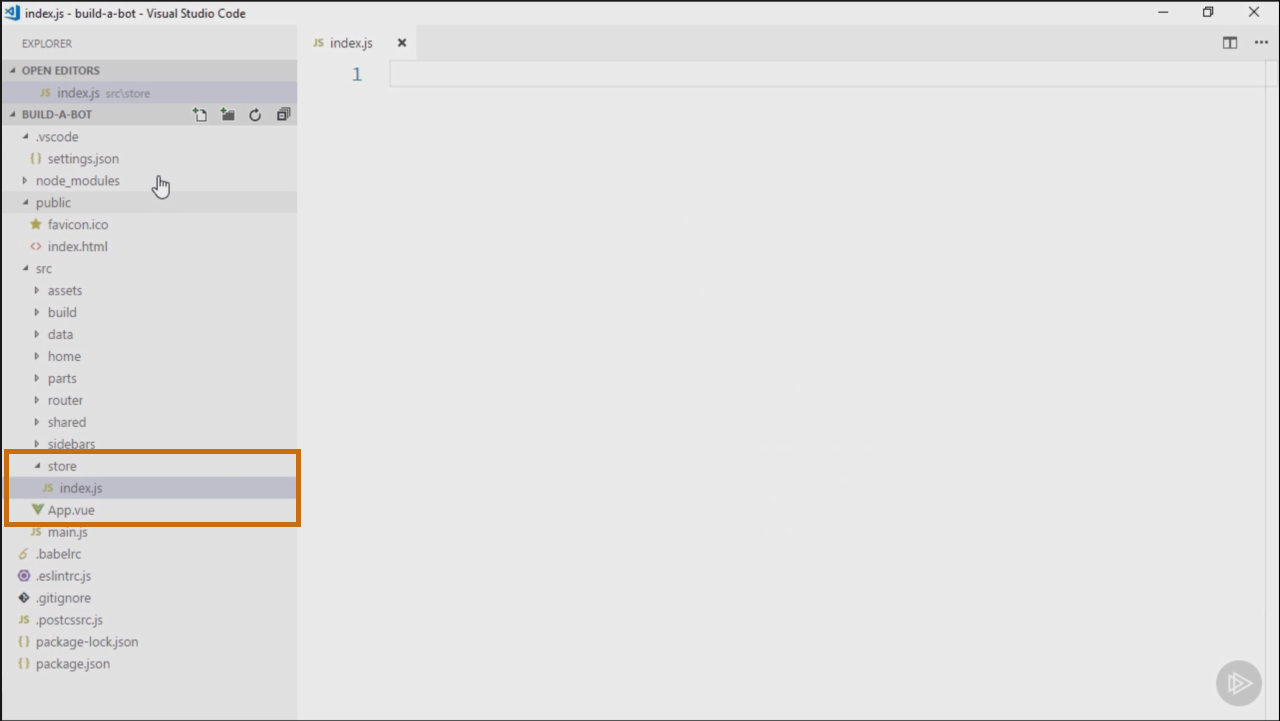 index.js - build-a-bot - Visual Studio Code
EXPLORER
JS index.js
OPEN EDITORS
JS index.js src\store
1
BUILD-A-BOT
.vscode
{} settings.json
node_modules
public
favicon.ico
<> index.html
src
assets
build
data
home
parts
router
shared
sidebars
store
JS index.js
App.vue
JS main.js
.babelrc
.eslintrc.js
.gitignore
JS .postcssrc.js
{} package-lock.json
{} package.json